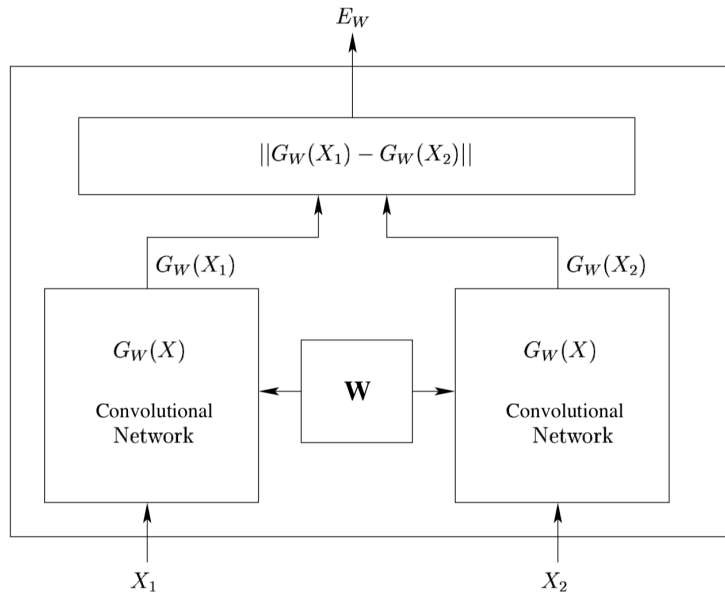 E_W
||G_W(X_1) − G_W(X_2)||
G_W(X_1)
G_W(X_2)
G_W(X)
Convolutional
Network
W
G_W(X)
Convolutional
Network
X_1
X_2